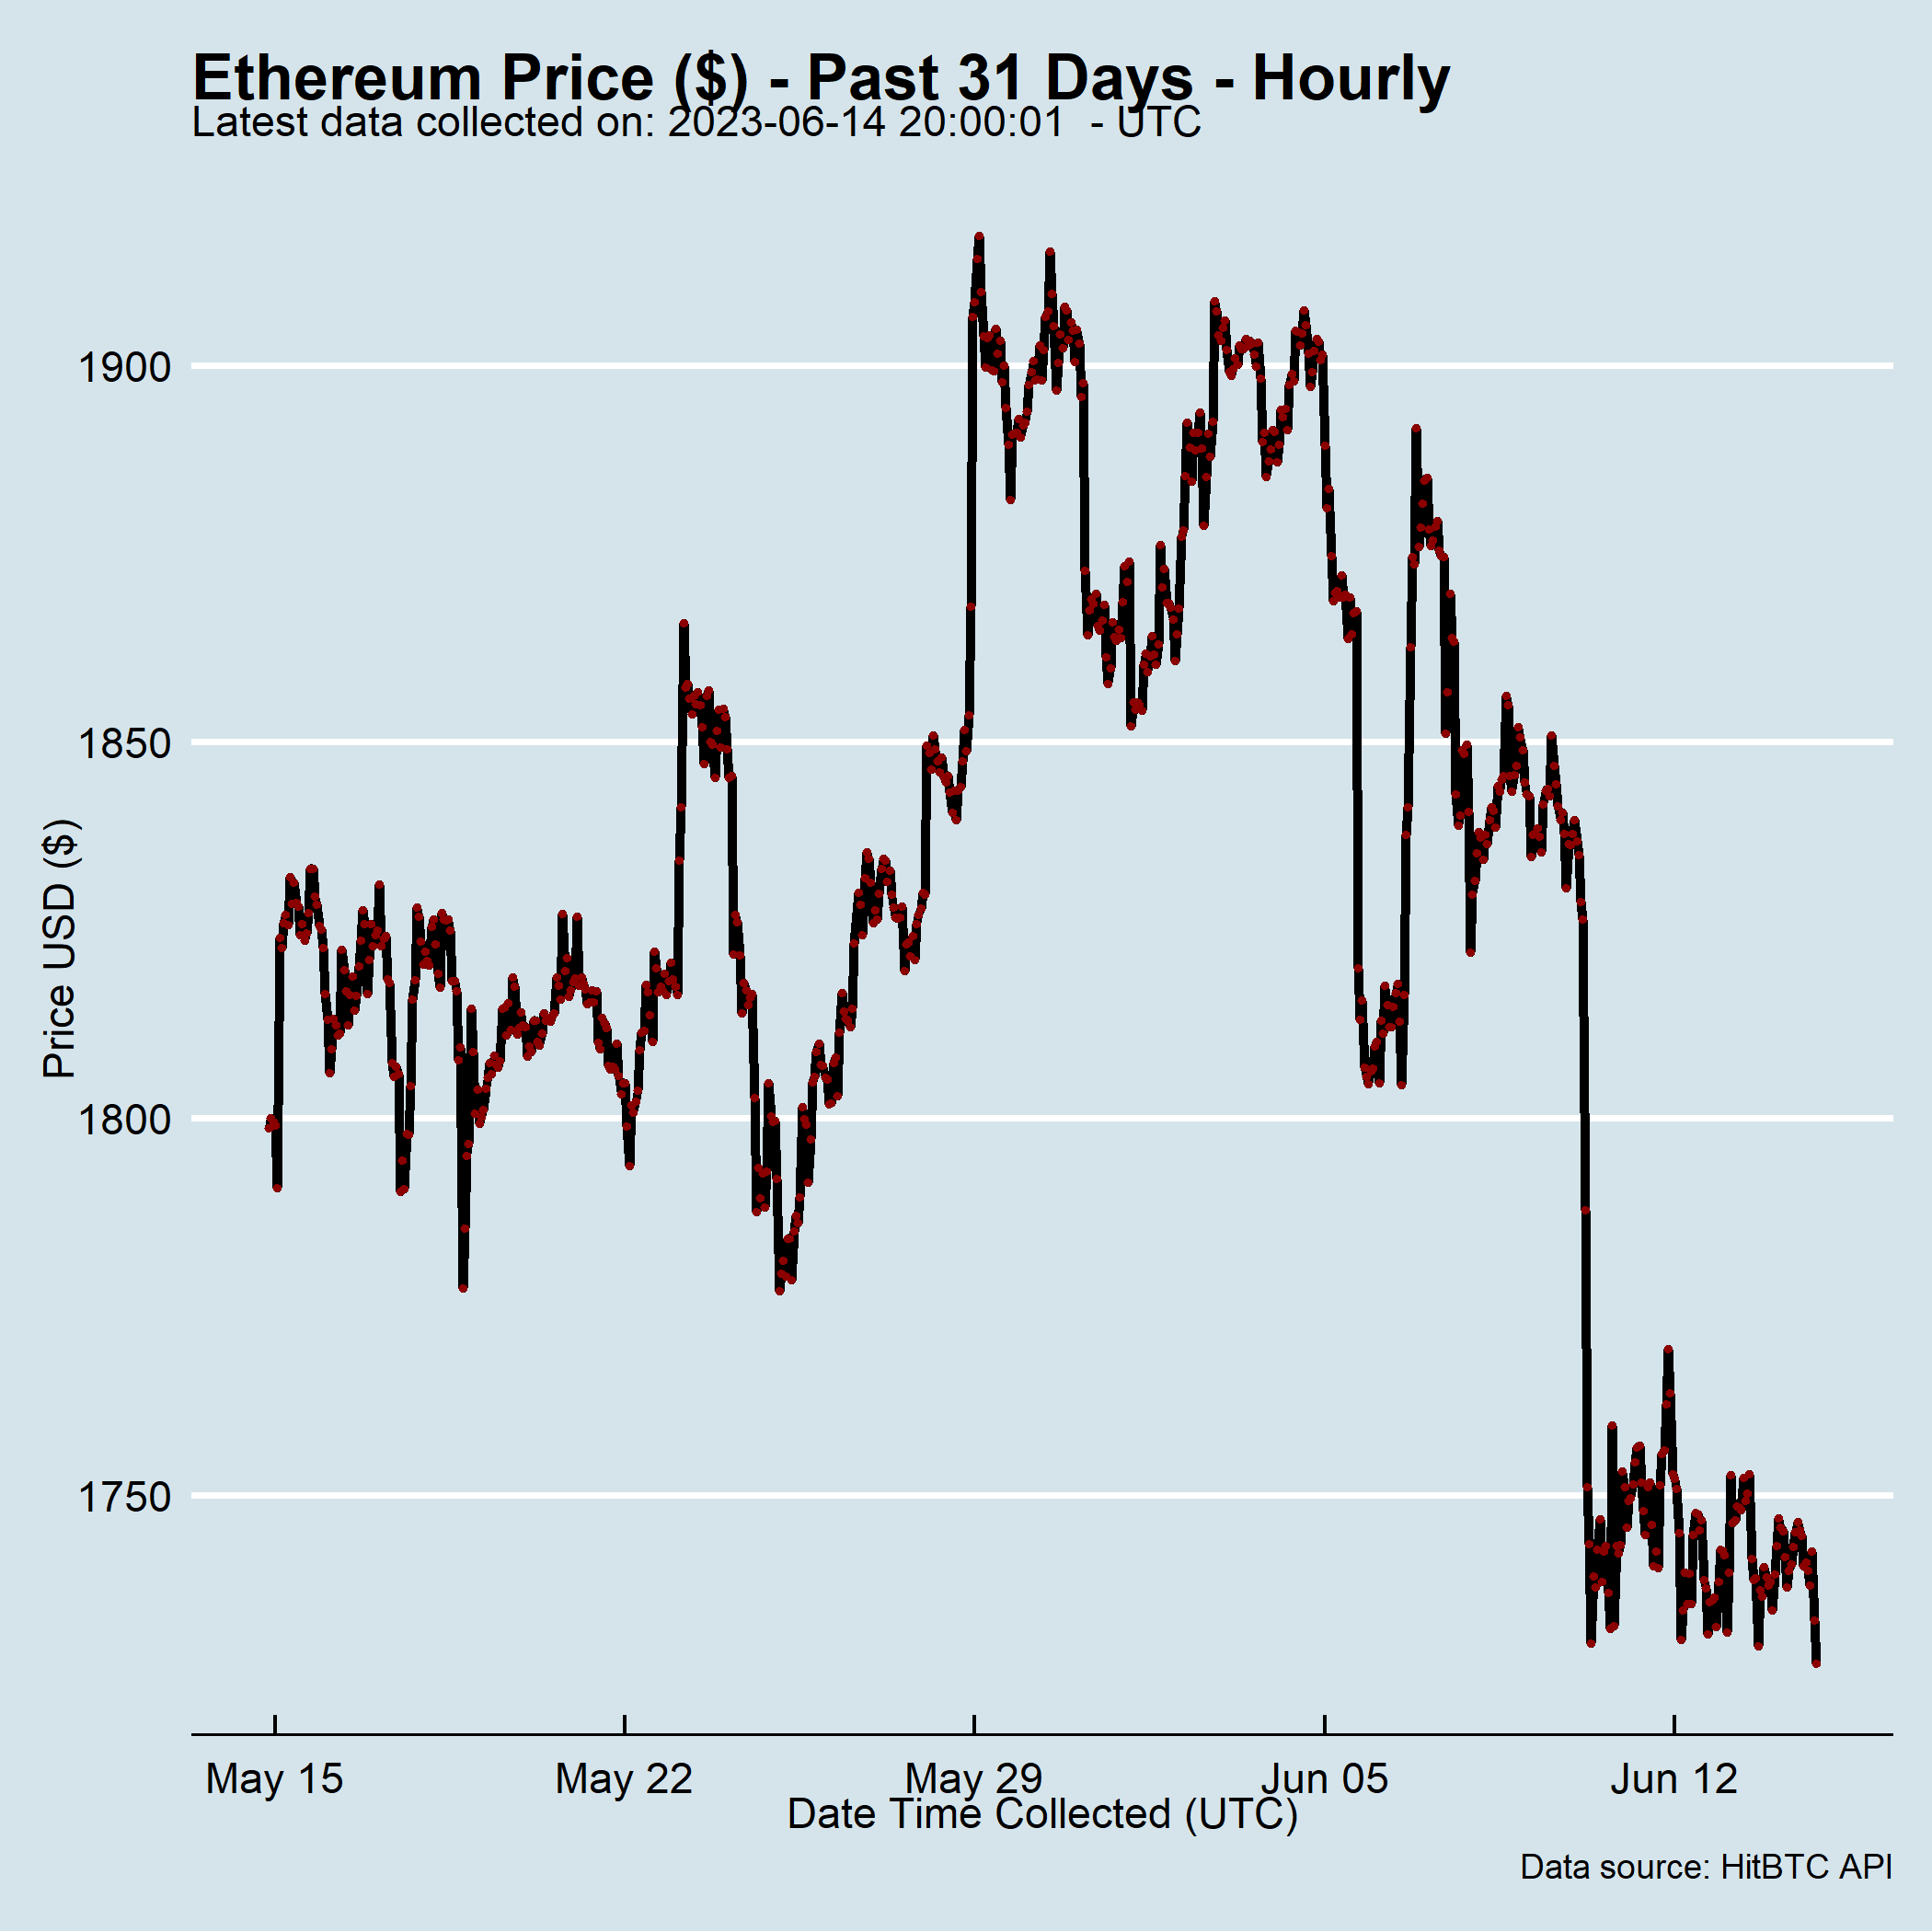 Ethereum Price ($) - Past 31 Days - Hourly
Latest data collected on: 2023-06-14 20:00:01  - UTC
Price USD ($)
1900
1850
1800
1750
May 15 May 22 May 29 Jun 05 Jun 12
Date Time Collected (UTC)
Data source: HitBTC API